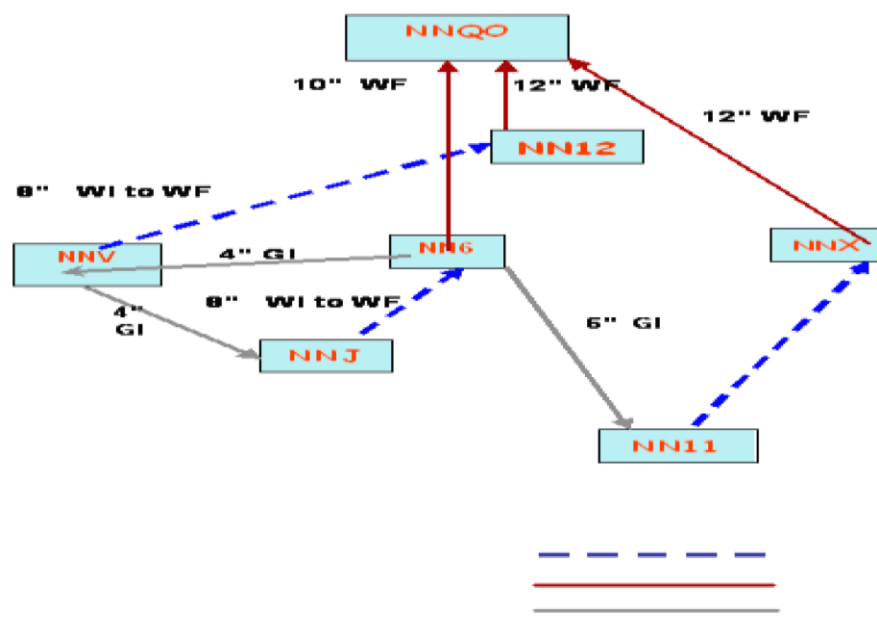 NNQO
10" WF
12" WF
12" WF
NN12
8" WI to WF
NNV
4" GI
NN6
NNX
4"
GI
8" WI to WF
6" GI
NNJ
NN11